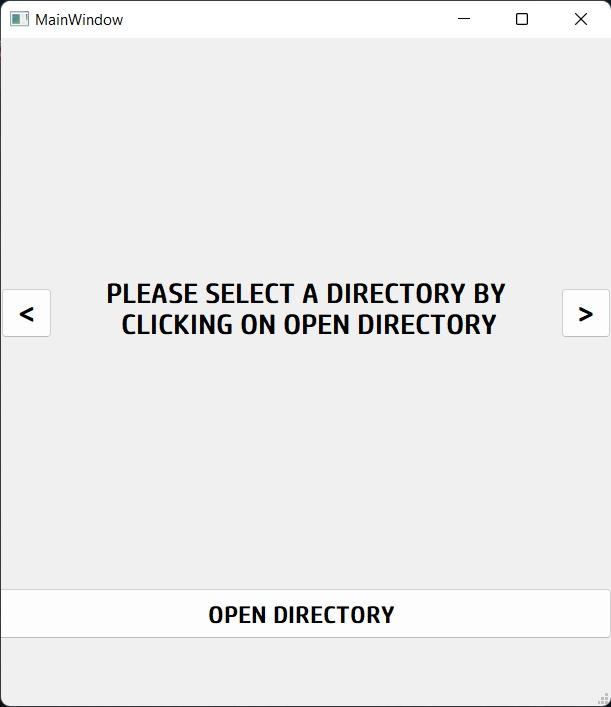 MainWindow
PLEASE SELECT A DIRECTORY BY
CLICKING ON OPEN DIRECTORY
<
>
OPEN DIRECTORY